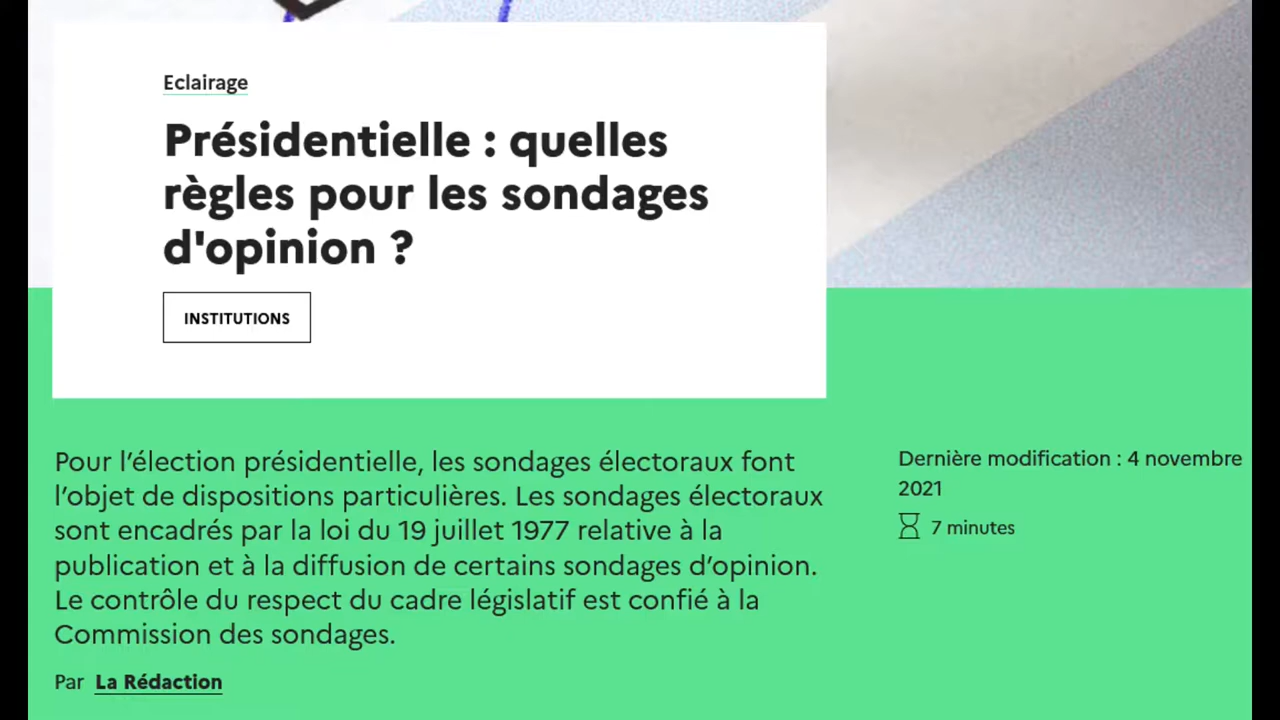 Eclairage
Présidentielle : quelles
règles pour les sondages
d'opinion ?
INSTITUTIONS
Pour l’élection présidentielle, les sondages électoraux font
l’objet de dispositions particulières. Les sondages électoraux
sont encadrés par la loi du 19 juillet 1977 relative à la
publication et à la diffusion de certains sondages d’opinion.
Le contrôle du respect du cadre législatif est confié à la
Commission des sondages.
Par La Rédaction
Dernière modification : 4 novembre
2021
7 minutes